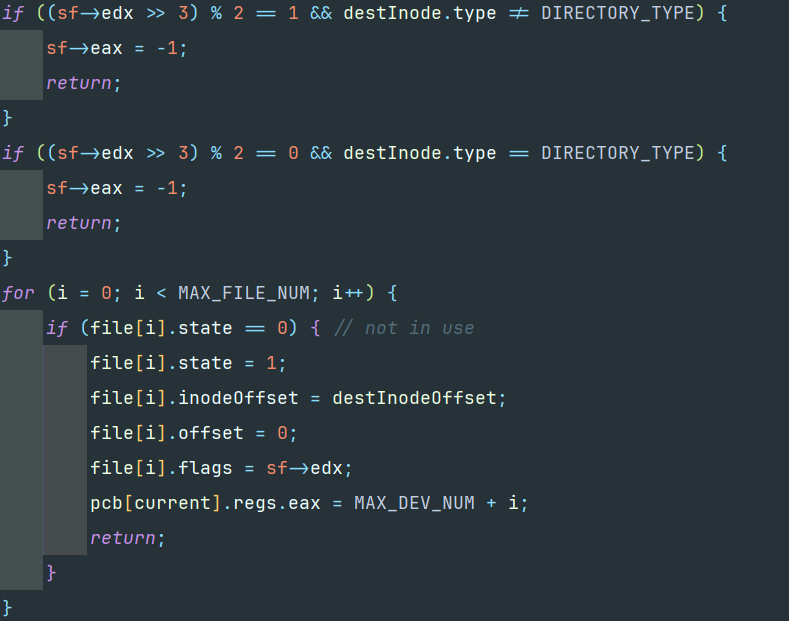 if ((sf->edx >> 3) % 2 == 1 && destInode.type != DIRECTORY_TYPE) {
    sf->eax = -1;
    return;
}
if ((sf->edx >> 3) % 2 == 0 && destInode.type == DIRECTORY_TYPE) {
    sf->eax = -1;
    return;
}
for (i = 0; i < MAX_FILE_NUM; i++) {
    if (file[i].state == 0) { // not in use
        file[i].state = 1;
        file[i].inodeOffset = destInodeOffset;
        file[i].offset = 0;
        file[i].flags = sf->edx;
        pcb[current].regs.eax = MAX_DEV_NUM + i;
        return;
    }
}